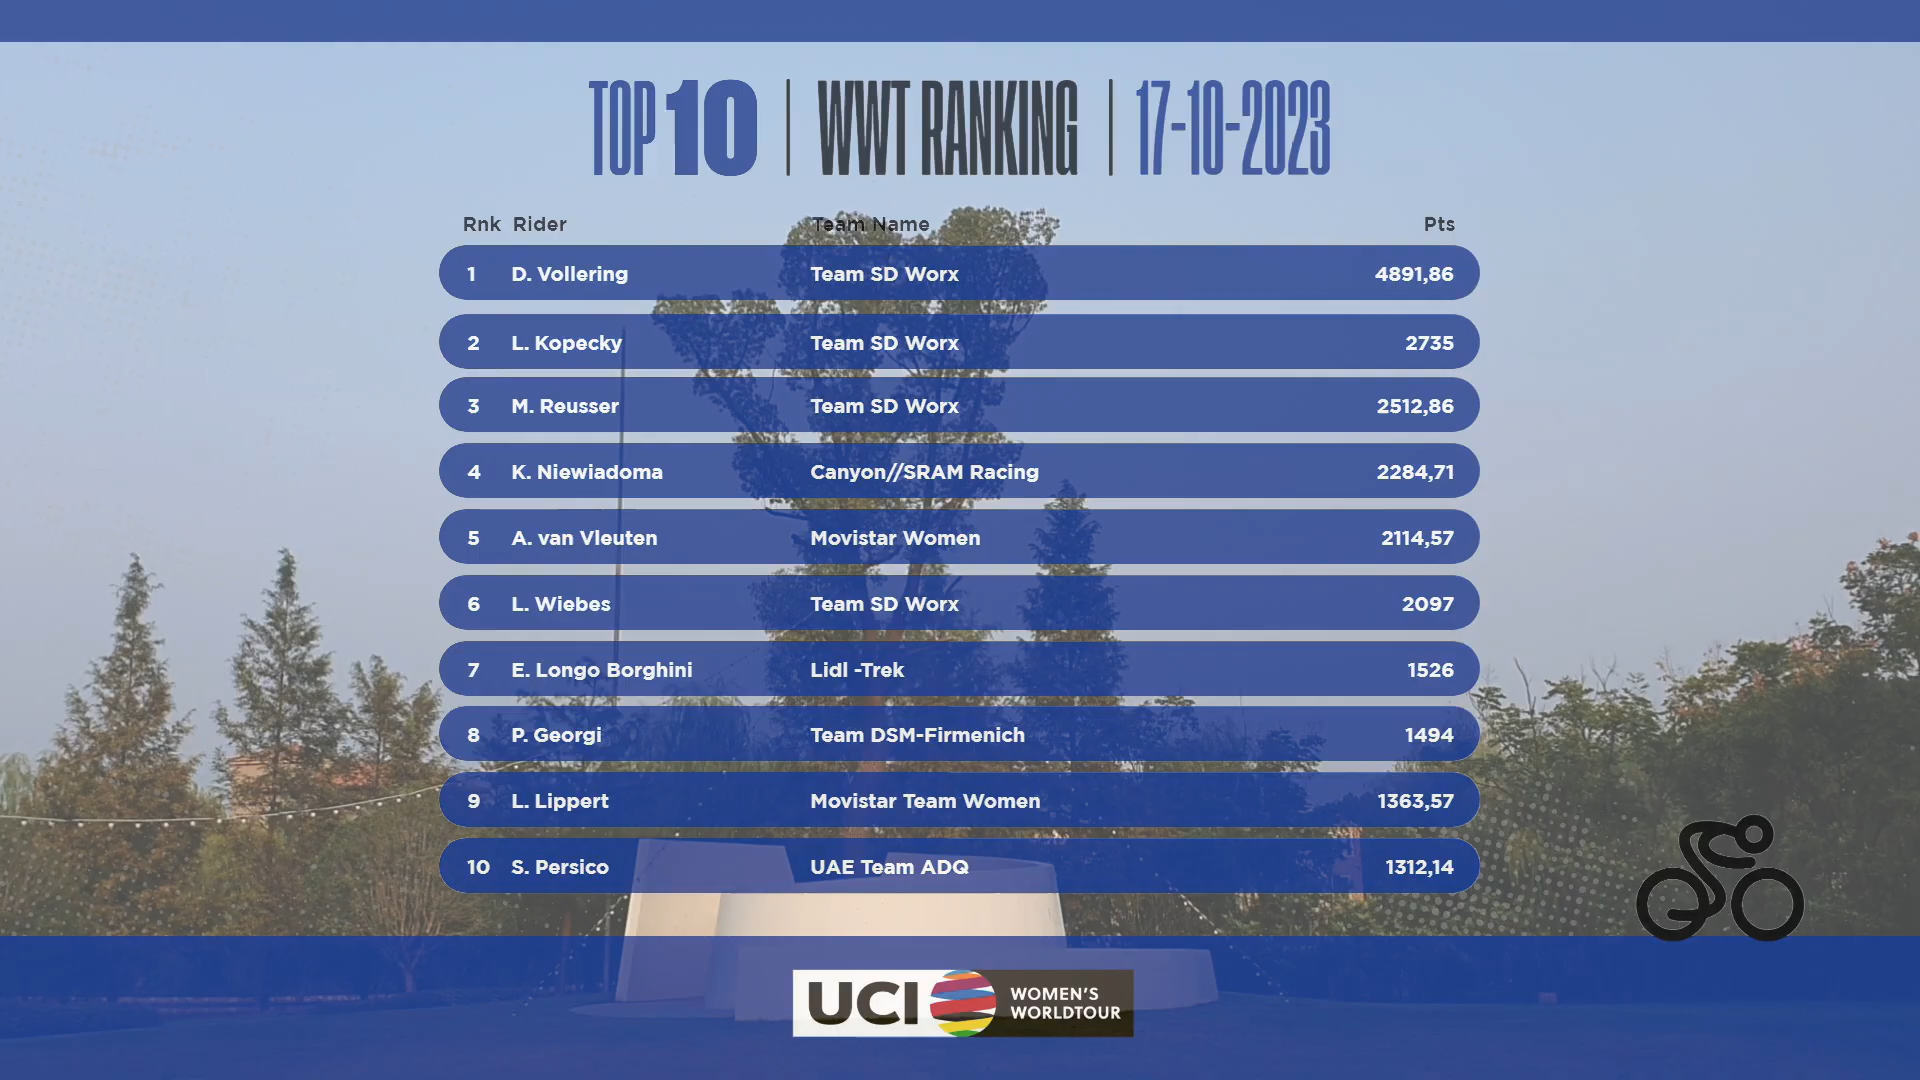 TOP 10 | WWT RANKING | 17-10-2023
Rnk Rider Team Name Pts
1 D. Vollering Team SD Worx 4891,86
2 L. Kopecky Team SD Worx 2735
3 M. Reusser Team SD Worx 2512,86
4 K. Niewiadoma Canyon//SRAM Racing 2284,71
5 A. van Vleuten Movistar Women 2114,57
6 L. Wiebes Team SD Worx 2097
7 E. Longo Borghini Lidl -Trek 1526
8 P. Georgi Team DSM-Firmenich 1494
9 L. Lippert Movistar Team Women 1363,57
10 S. Persico UAE Team ADQ 1312,14
UCI WOMEN'S
WORLDTOUR